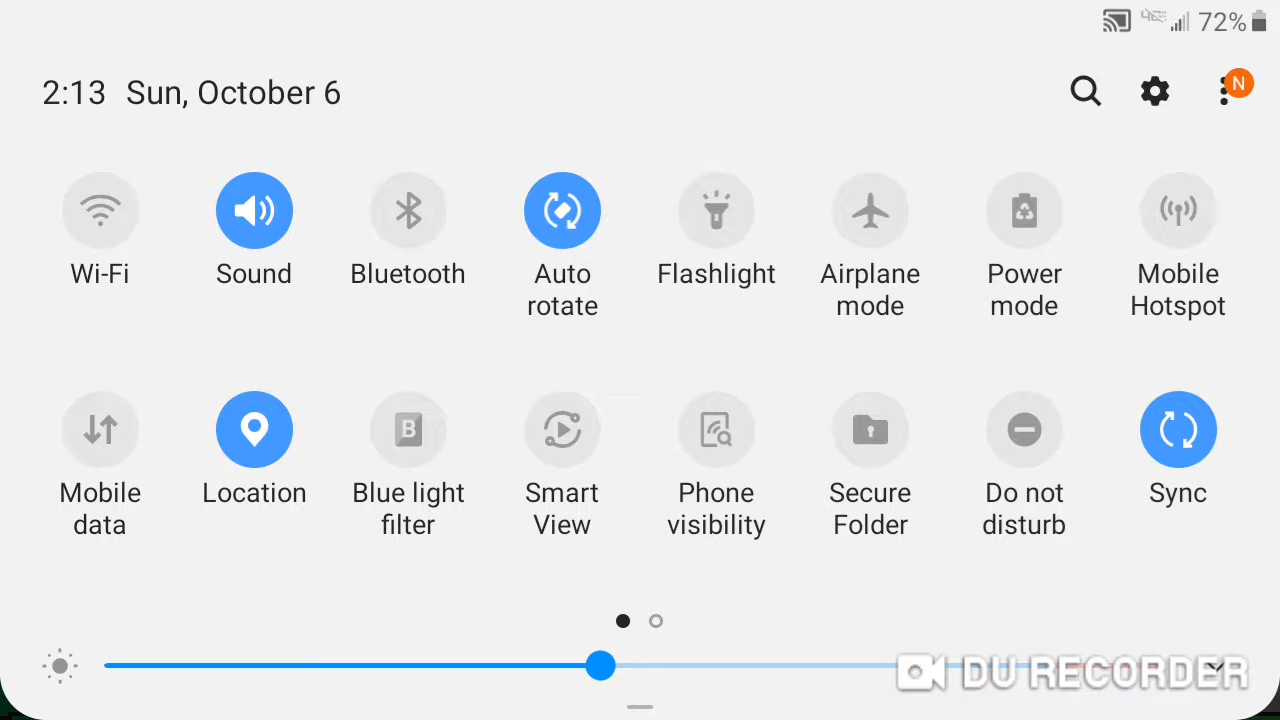 72%
2:13 Sun, October 6
N
Wi-Fi Sound Bluetooth Auto rotate Flashlight Airplane mode Power mode Mobile Hotspot
B
Mobile data Location Blue light filter Smart View Phone visibility Secure Folder Do not disturb Sync
DU RECORDER